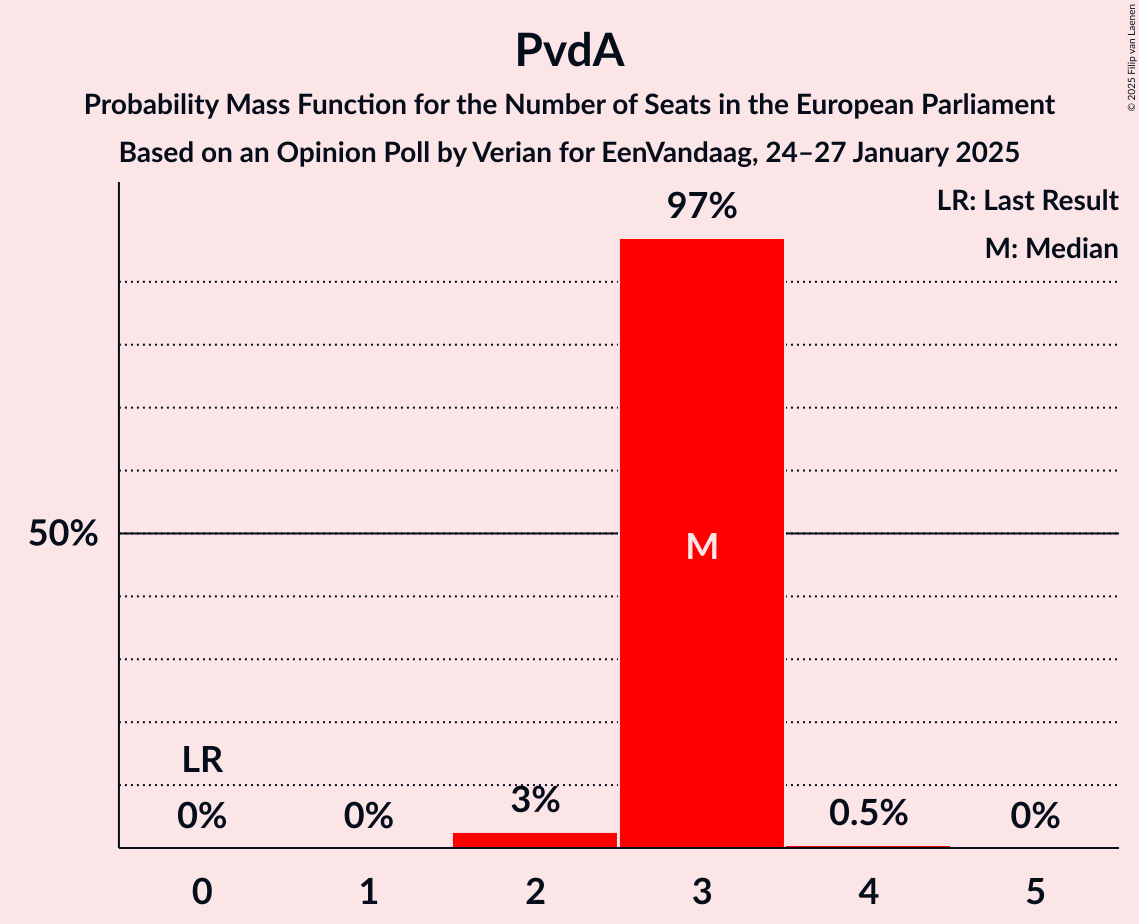 PvdA
Probability Mass Function for the Number of Seats in the European Parliament
Based on an Opinion Poll by Verian for EenVandaag, 24–27 January 2025
© 2025 Filip van Laenen
LR: Last Result
M: Median
97%
50%
M
LR
0%
0%
3%
0.5%
0%
0
1
2
3
4
5